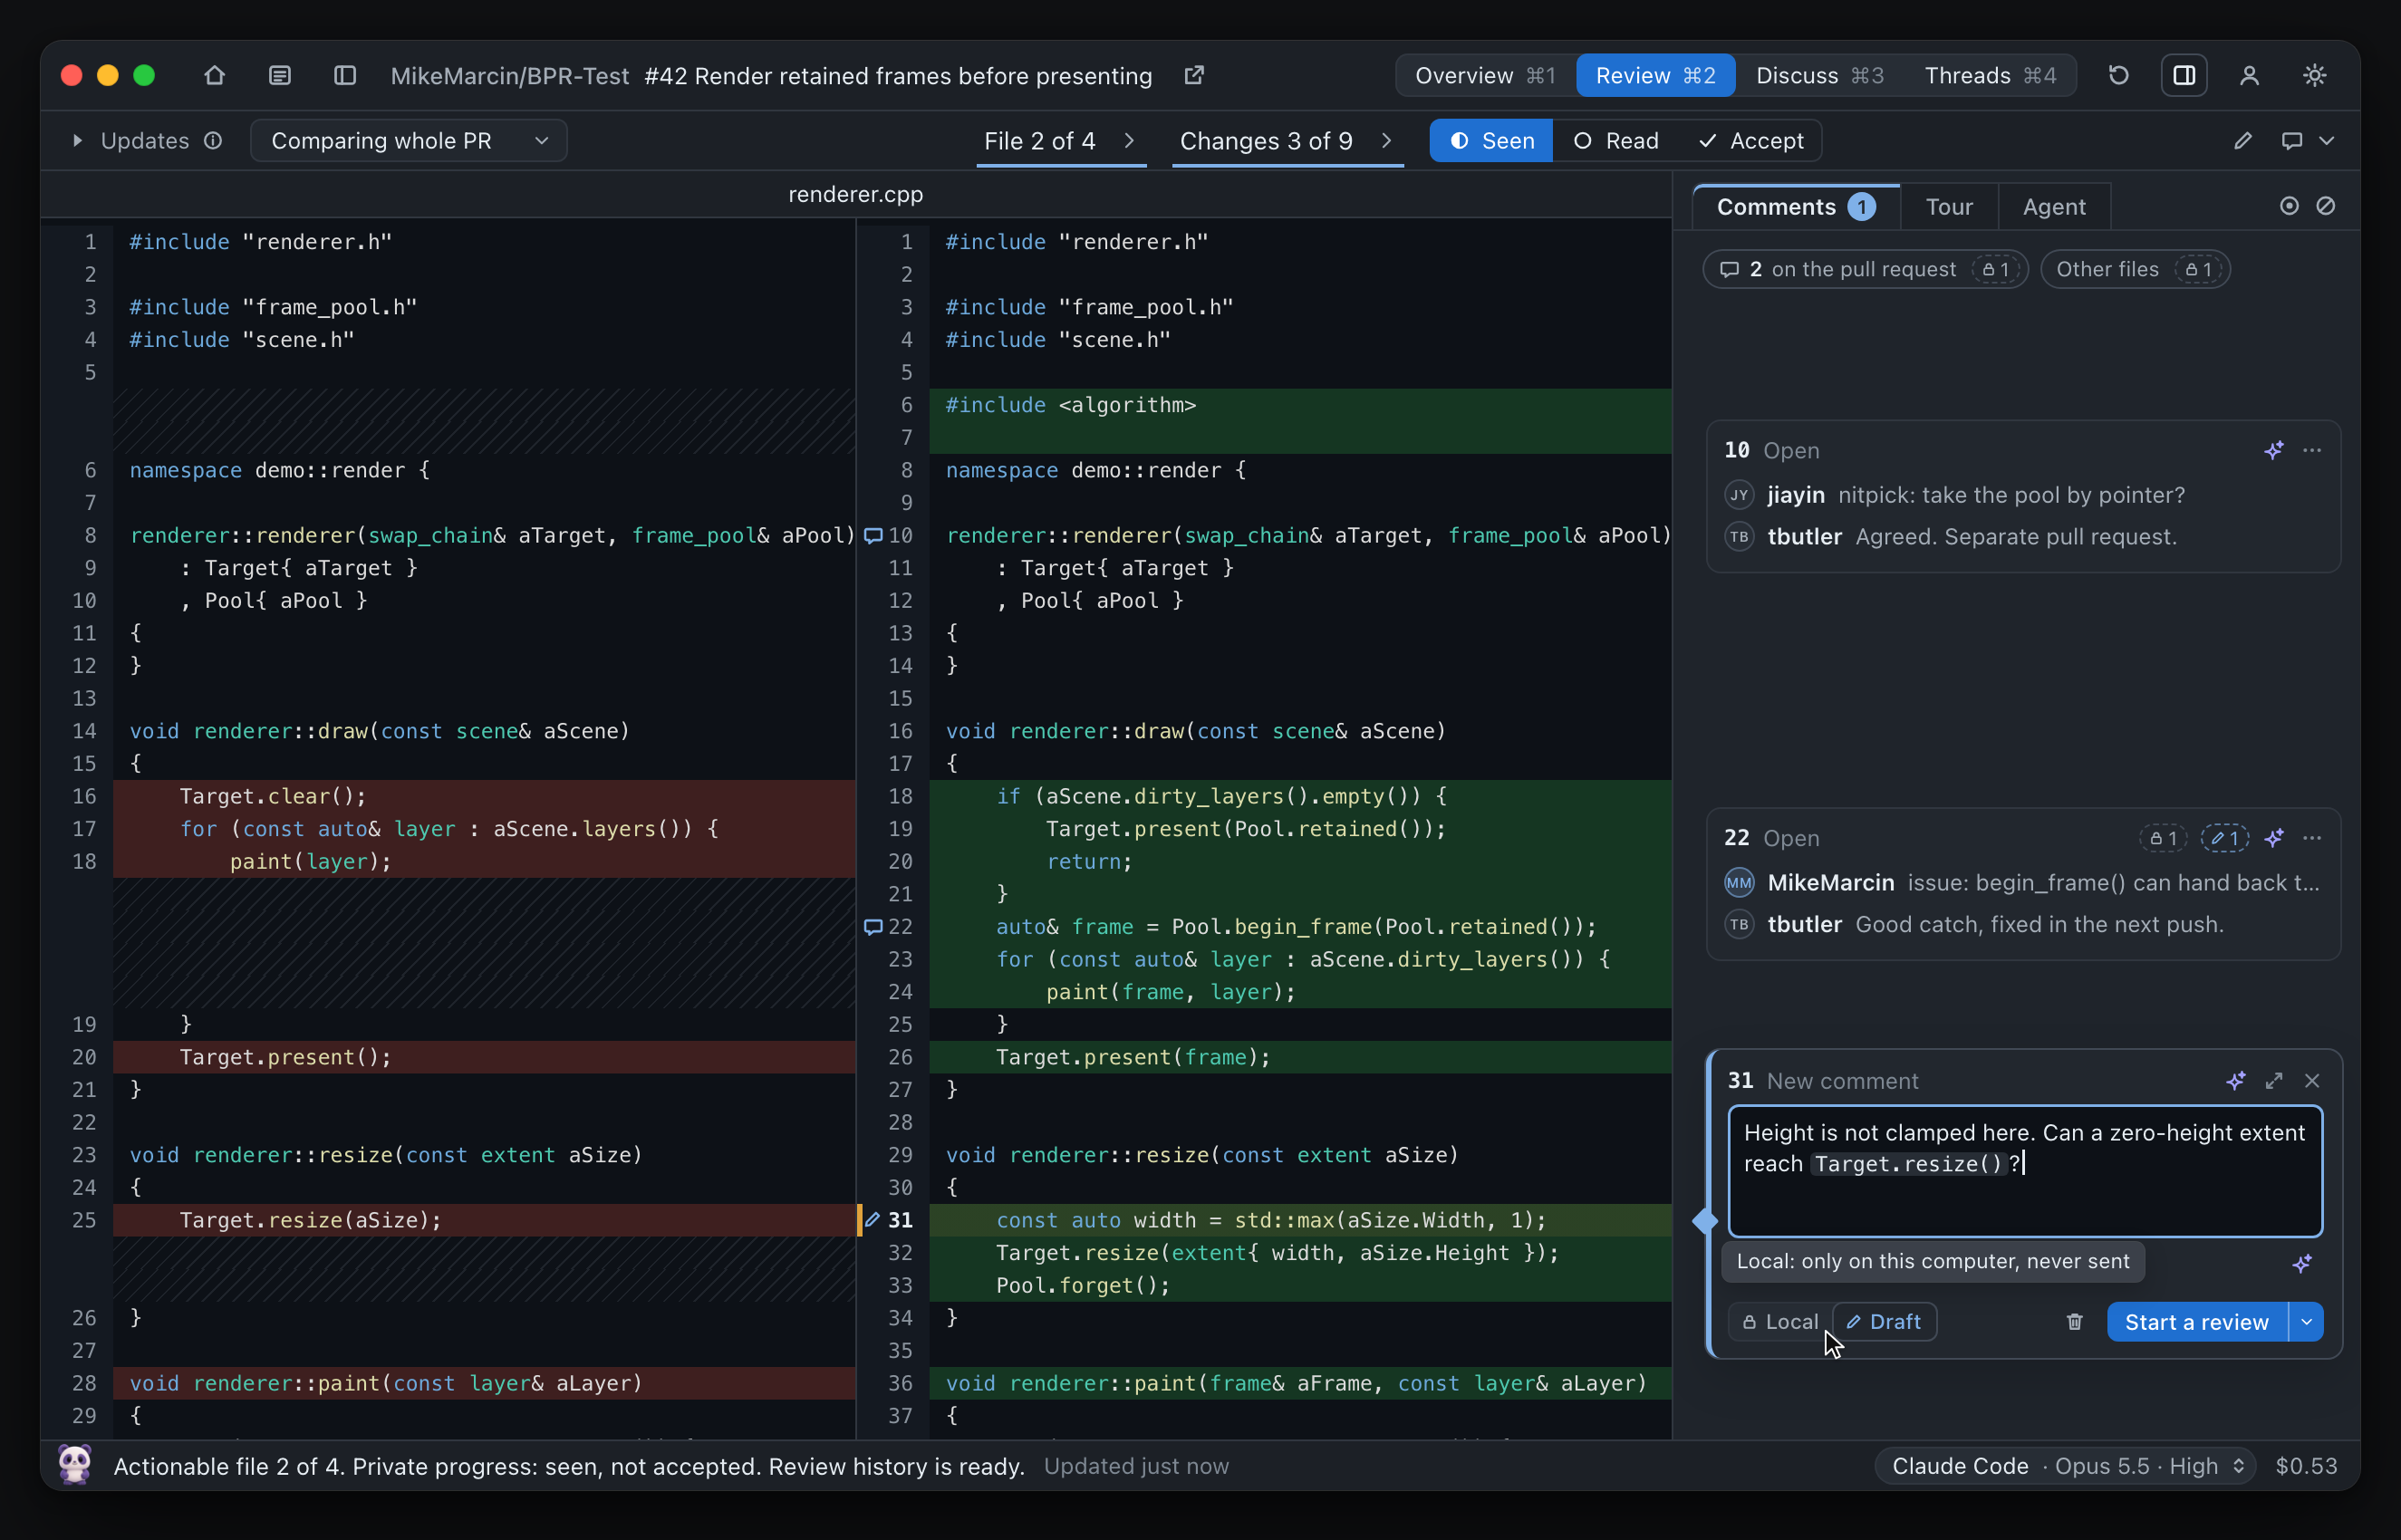 MikeMarcin/BPR-Test #42 Render retained frames before presenting
Overview ⌘1 Review ⌘2 Discuss ⌘3 Threads ⌘4
Updates Comparing whole PR File 2 of 4 Changes 3 of 9 Seen Read Accept
renderer.cpp
1 #include "renderer.h"
2
3 #include "frame_pool.h"
4 #include "scene.h"
5
6 namespace demo::render {
7
8 renderer::renderer(swap_chain& aTarget, frame_pool& aPool)
9 : Target{ aTarget }
10 , Pool{ aPool }
11 {
12 }
13
14 void renderer::draw(const scene& aScene)
15 {
16 Target.clear();
17 for (const auto& layer : aScene.layers()) {
18 paint(layer);
19 }
20 Target.present();
21 }
22
23 void renderer::resize(const extent aSize)
24 {
25 Target.resize(aSize);
26 }
27
28 void renderer::paint(const layer& aLayer)
29 {
1 #include "renderer.h"
2
3 #include "frame_pool.h"
4 #include "scene.h"
5
6 #include <algorithm>
7
8 namespace demo::render {
9
10 renderer::renderer(swap_chain& aTarget, frame_pool& aPool)
11 : Target{ aTarget }
12 , Pool{ aPool }
13 {
14 }
15
16 void renderer::draw(const scene& aScene)
17 {
18 if (aScene.dirty_layers().empty()) {
19 Target.present(Pool.retained());
20 return;
21 }
22 auto& frame = Pool.begin_frame(Pool.retained());
23 for (const auto& layer : aScene.dirty_layers()) {
24 paint(frame, layer);
25 }
26 Target.present(frame);
27 }
28
29 void renderer::resize(const extent aSize)
30 {
31 const auto width = std::max(aSize.Width, 1);
32 Target.resize(extent{ width, aSize.Height });
33 Pool.forget();
34 }
35
36 void renderer::paint(frame& aFrame, const layer& aLayer)
37 {
Comments 1 Tour Agent
2 on the pull request 1 Other files 1
10 Open
JY jiayin nitpick: take the pool by pointer?
TB tbutler Agreed. Separate pull request.
22 Open 1 1
MM MikeMarcin issue: begin_frame() can hand back t...
TB tbutler Good catch, fixed in the next push.
31 New comment
Height is not clamped here. Can a zero-height extent
reach Target.resize()?
Local: only on this computer, never sent
Local Draft Start a review
Actionable file 2 of 4. Private progress: seen, not accepted. Review history is ready. Updated just now
Claude Code · Opus 5.5 · High $0.53